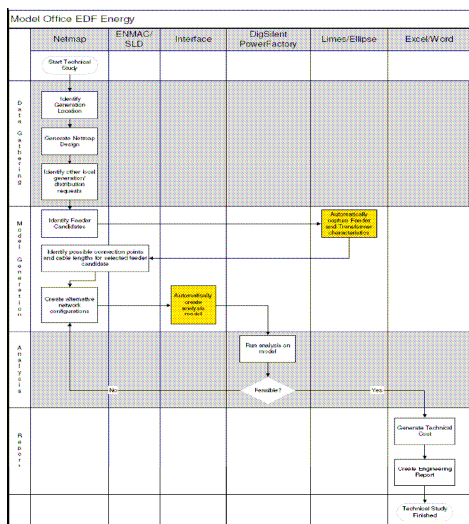 Model Office EDF Energy
Netmap
ENMAC/
SLD
Interface
DigSilent
PowerFactory
Limes/Ellipse
Excel/Word
Data Gathering
Start Technical
Study
Identify
Generation
Location
Generate Netmap
Design
Identify other local
generation/
distribution
requests
Model Generation
Identify Feeder
Candidates
Automatically
capture Feeder
and Transformer
characteristics
Identify possible connection points
and cable lengths for selected feeder
candidate
Create alternative
network
configurations
Automatically
create
analysis
model
Analysis
Run analysis on
model
Feasible?
No
Yes
Report
Generate Technical
Cost
Create Engineering
Report
Technical Study
Finished